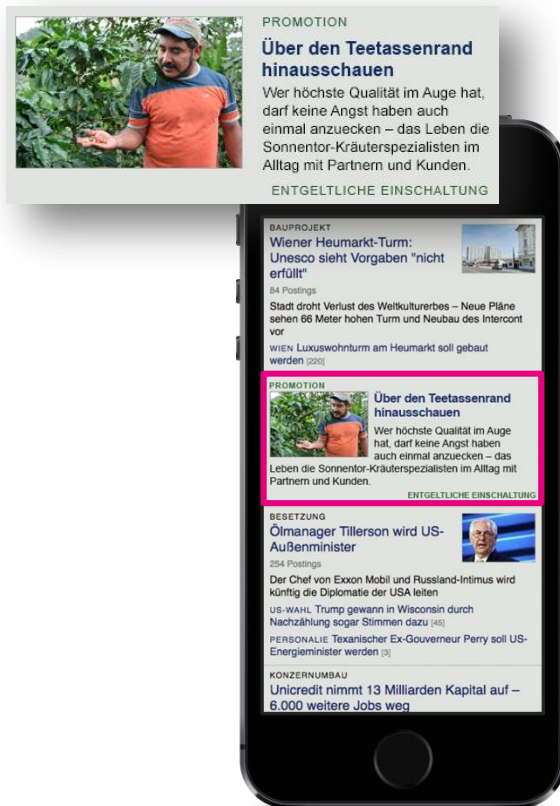 PROMOTION
Über den Teetassenrand
hinausschauen
Wer höchste Qualität im Auge hat,
darf keine Angst haben auch
einmal anzuecken – das Leben die
Sonnentor-Kräuterspezialisten im
Alltag mit Partnern und Kunden.
ENTGELTLICHE EINSCHALTUNG
BAUPROJEKT
Wiener Heumarkt-Turm:
Unesco sieht Vorgaben "nicht
erfüllt"
84 Postings
Stadt droht Verlust des Weltkulturerbes – Neue Pläne
sehen 66 Meter hohen Turm und Neubau des Intercont
vor
WIEN Luxuswohnturm am Heumarkt soll gebaut
werden [220]
PROMOTION
Über den Teetassenrand
hinausschauen
Wer höchste Qualität im Auge
hat, darf keine Angst haben
auch einmal anzuecken – das
Leben die Sonnentor-Kräuterspezialisten im Alltag mit
Partnern und Kunden.
ENTGELTLICHE EINSCHALTUNG
BESETZUNG
Ölmanager Tillerson wird US-
Außenminister
254 Postings
Der Chef von Exxon Mobil und Russland-Intimus wird
künftig die Diplomatie der USA leiten
US-WAHL Trump gewann in Wisconsin durch
Nachzählung sogar Stimmen dazu [45]
PERSONALIE Texanischer Ex-Gouverneur Perry soll US-
Energieminister werden [3]
KONZERNUMBAU
Unicredit nimmt 13 Milliarden Kapital auf –
6.000 weitere Jobs weg